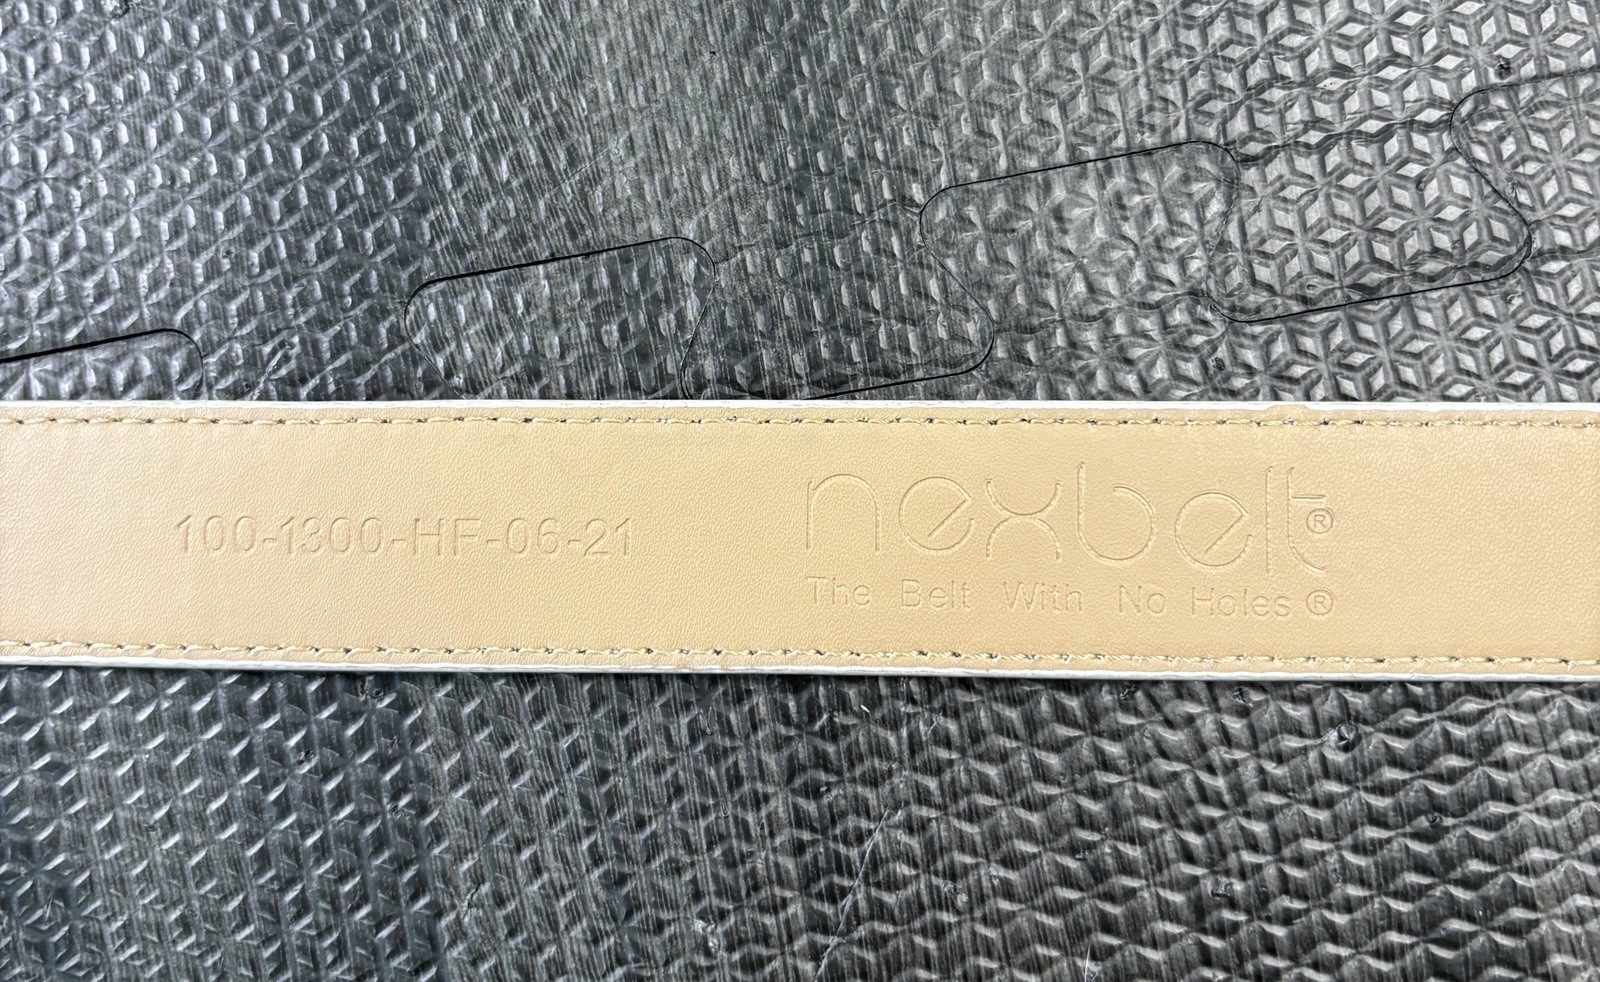 100-1300-HF-06-21
nexbelt®
The Belt With No Holes®